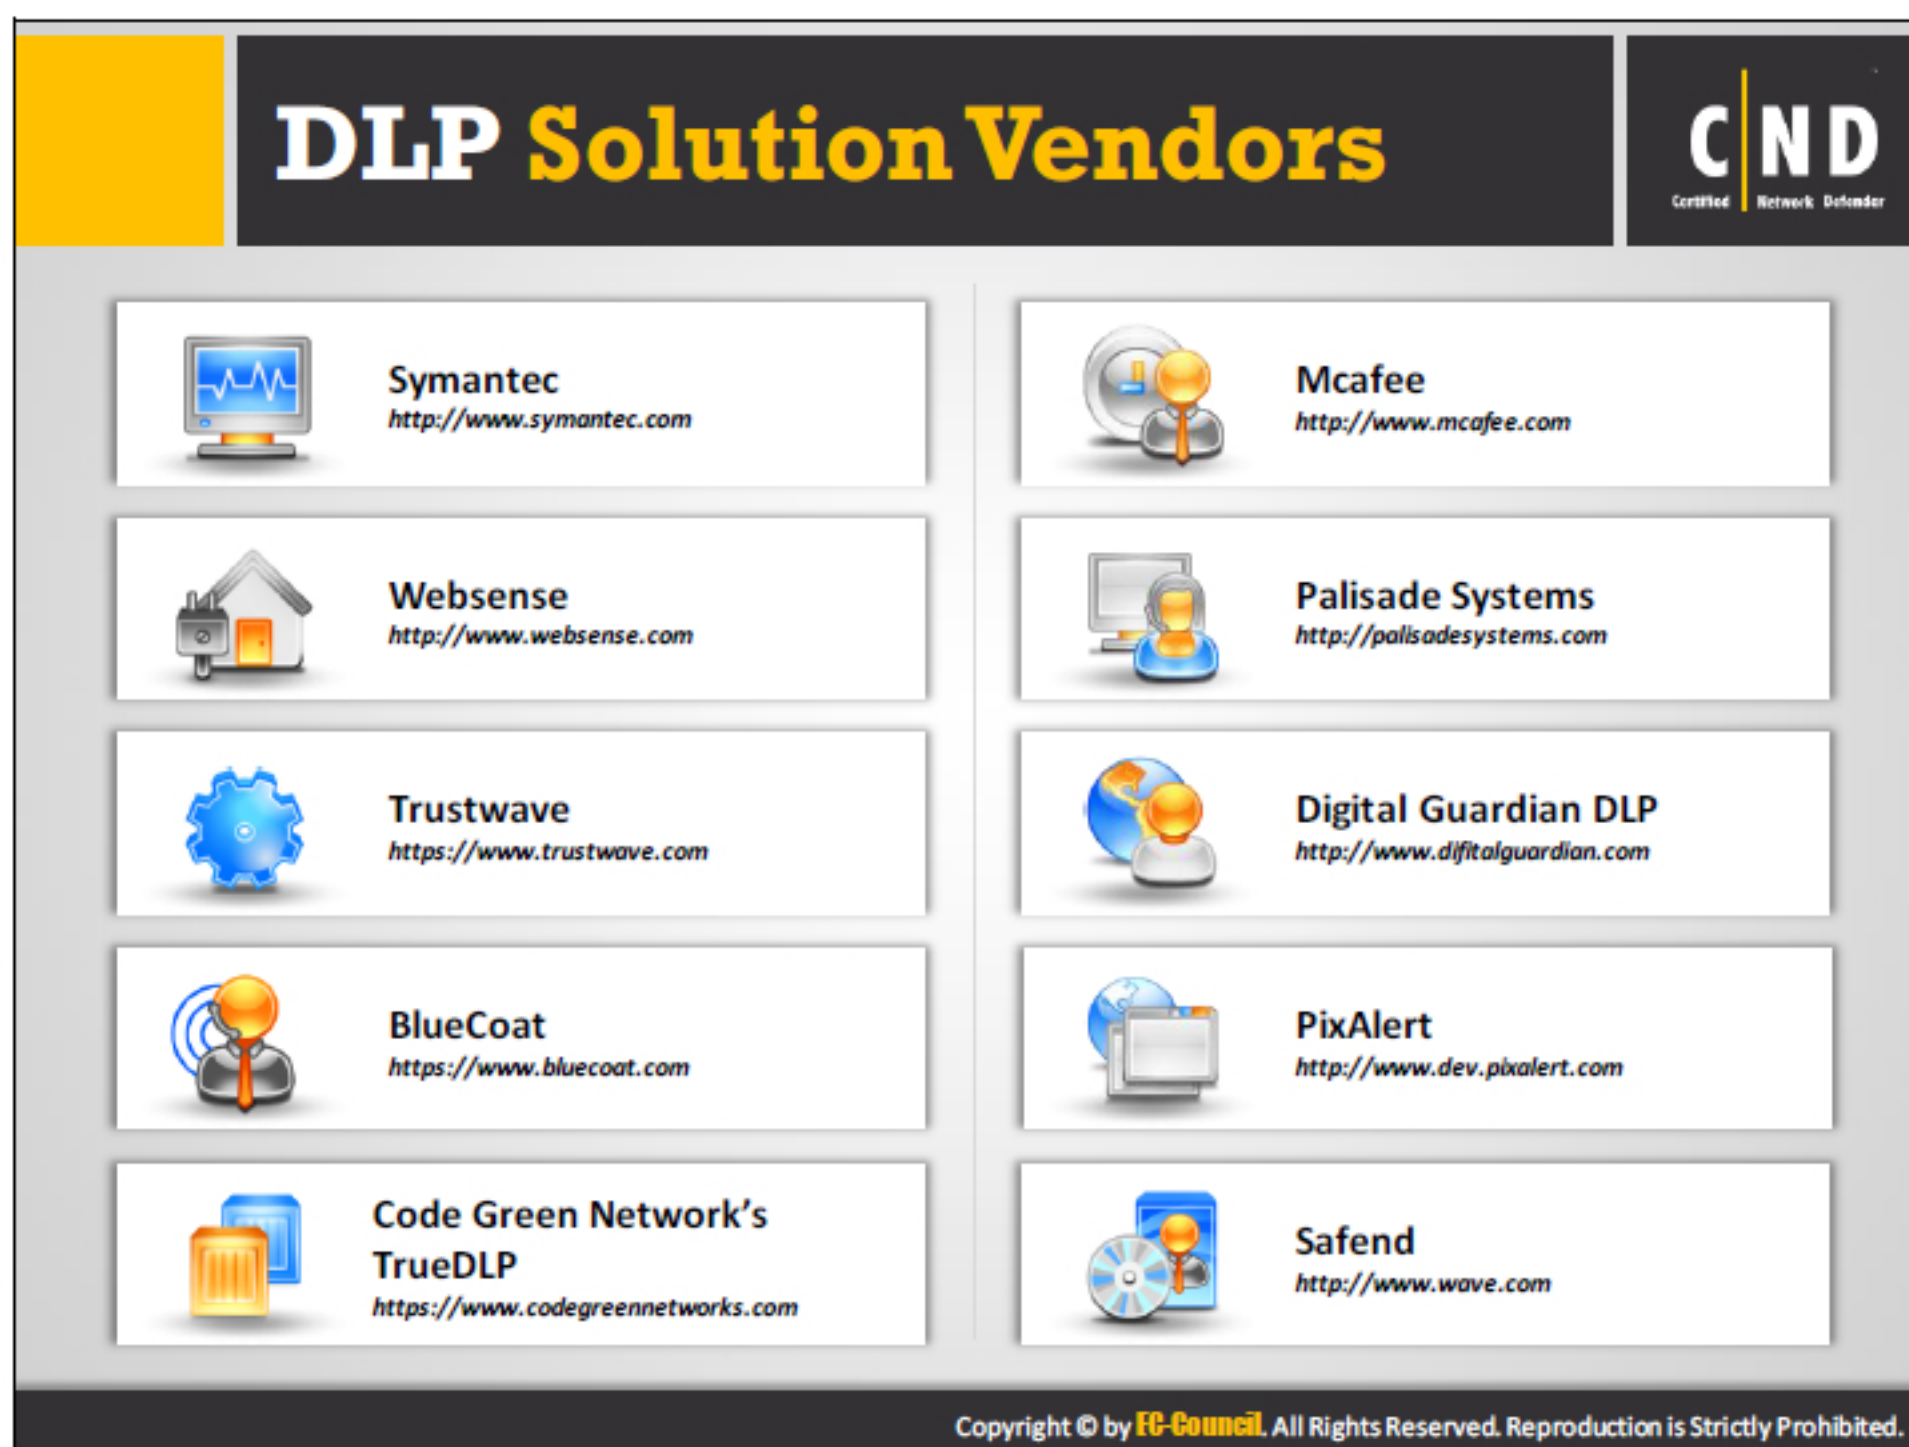 DLP Solution Vendors
C|ND
Certified Network Defender
Symantec
http://www.symantec.com
Mcafee
http://www.mcafee.com
Websense
http://www.websense.com
Palisade Systems
http://palisadesystems.com
Trustwave
https://www.trustwave.com
Digital Guardian DLP
http://www.difitalguardian.com
BlueCoat
https://www.bluecoat.com
PixAlert
http://www.dev.pixalert.com
Code Green Network’s
TrueDLP
https://www.codegreennetworks.com
Safend
http://www.wave.com
Copyright © by EC-Council. All Rights Reserved. Reproduction is Strictly Prohibited.